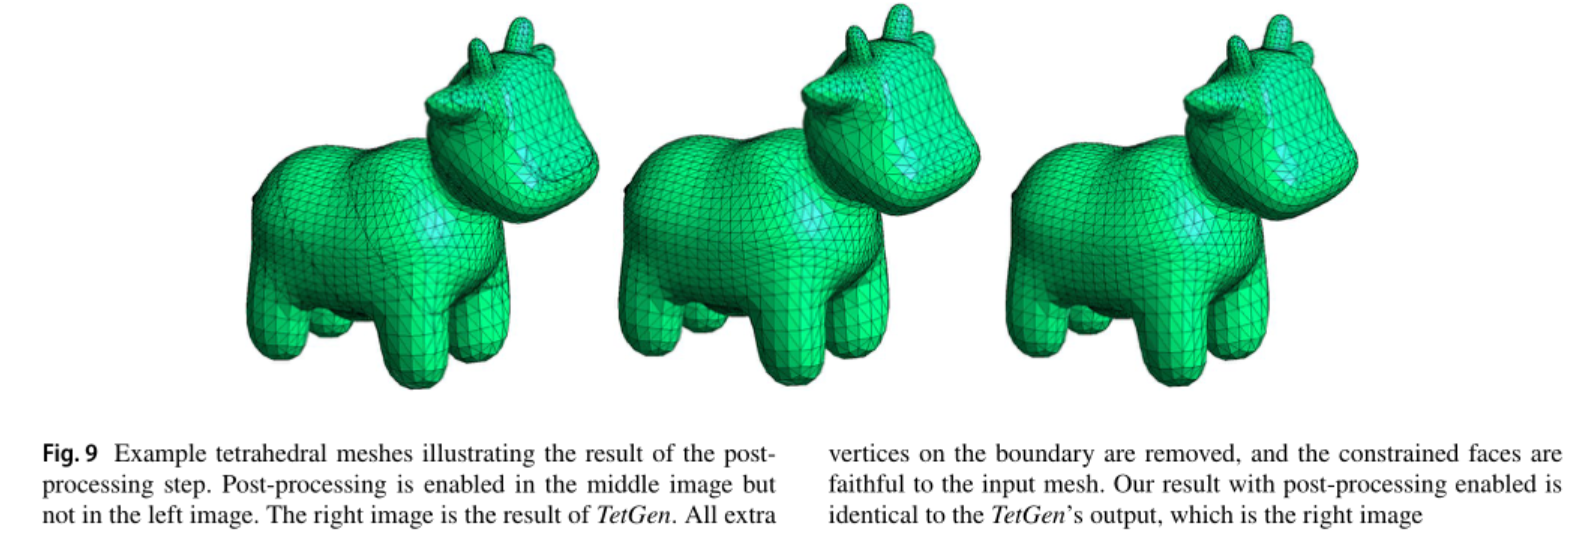 Fig. 9 Example tetrahedral meshes illustrating the result of the post-
processing step. Post-processing is enabled in the middle image but
not in the left image. The right image is the result of TetGen. All extra
vertices on the boundary are removed, and the constrained faces are
faithful to the input mesh. Our result with post-processing enabled is
identical to the TetGen's output, which is the right image